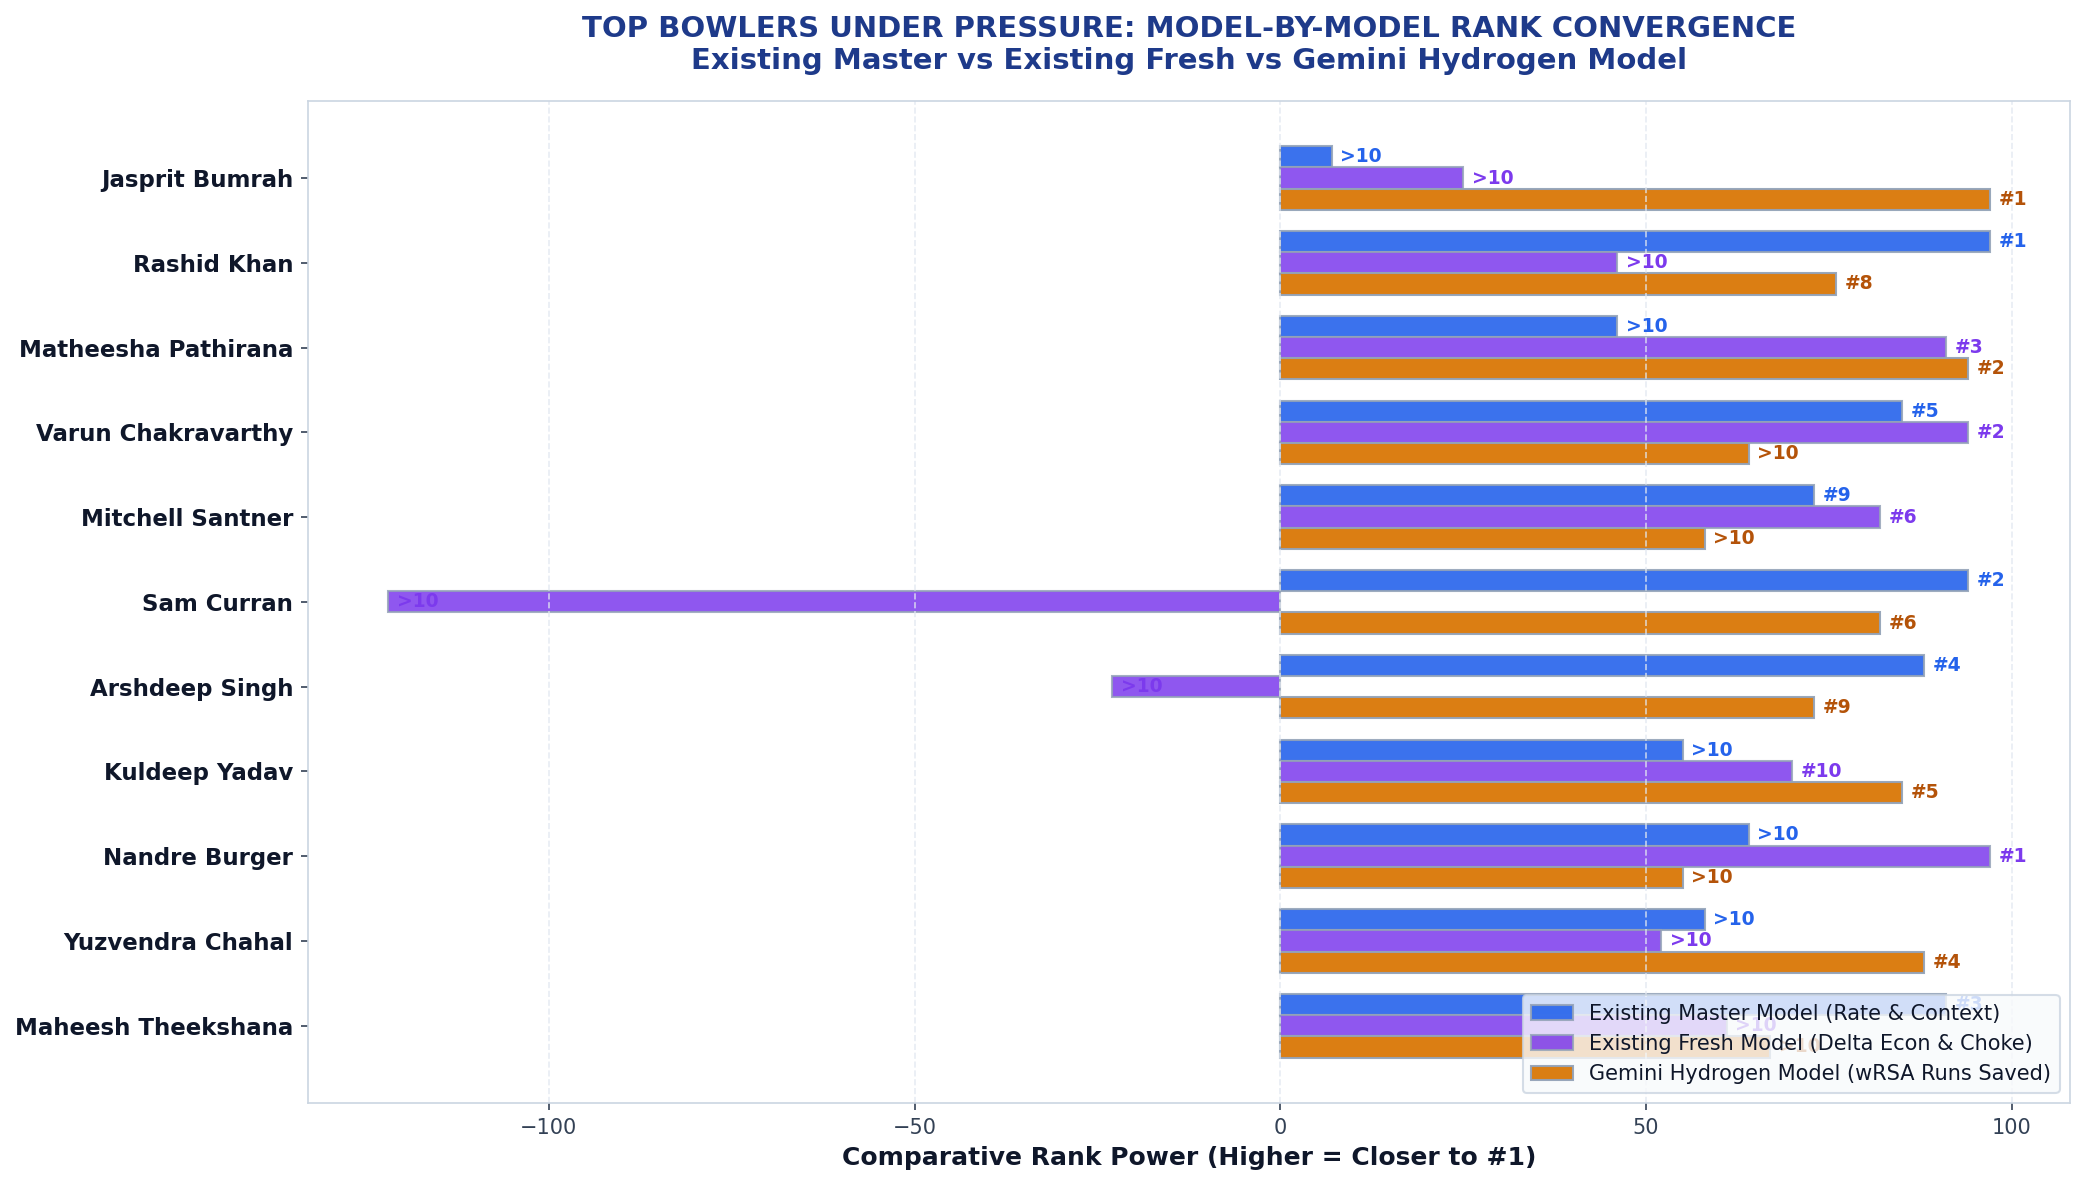 TOP BOWLERS UNDER PRESSURE: MODEL-BY-MODEL RANK CONVERGENCE
Existing Master vs Existing Fresh vs Gemini Hydrogen Model
Jasprit Bumrah
>10
>10
#1
Rashid Khan
#1
>10
#8
Matheesha Pathirana
>10
#3
#2
Varun Chakravarthy
#5
#2
>10
Mitchell Santner
#9
#6
>10
Sam Curran
#2
>10
#6
Arshdeep Singh
#4
>10
#9
Kuldeep Yadav
>10
#10
#5
Nandre Burger
>10
#1
>10
Yuzvendra Chahal
>10
>10
#4
Maheesh Theekshana
#3
>10
Existing Master Model (Rate & Context)
Existing Fresh Model (Delta Econ & Choke)
Gemini Hydrogen Model (wRSA Runs Saved)
−100
−50
0
50
100
Comparative Rank Power (Higher = Closer to #1)